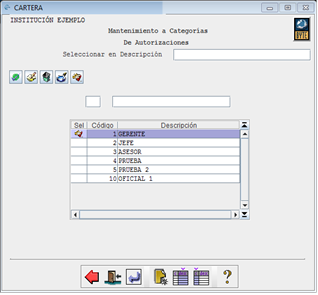 CARTERA
INSTITUCIÓN EJEMPLO
Mantenimiento a Categorías
De Autorizaciones
BYTE
Seleccionar en Descripción
Sel Código Descripción
1 GERENTE
2 JEFE
3 ASESOR
4 PRUEBA
5 PRUEBA 2
10 OFICIAL 1
?